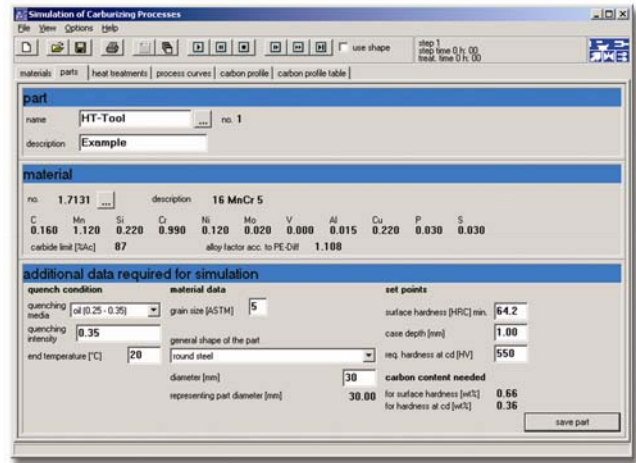 Simulation of Carburizing Processes
File View Options Help
use shape
step 1
step time 0 h: 00
treat. time 0 h: 00
materials parts heat treatments process curves carbon profile carbon profile table
part
name HT-Tool ... no. 1
description Example
material
no. 1.7131 ... description 16 MnCr 5
C Mn Si Cr Ni Mo V Al Cu P S
0.160 1.120 0.220 0.990 0.120 0.020 0.000 0.015 0.220 0.030 0.030
carbide limit [%Ac] 87 alloy factor acc. to PE-Diff 1.108
additional data required for simulation
quench condition material data set points
quenching media oil (0.25 - 0.35) grain size [ASTM] 5 surface hardness [HRC] min. 64.2
quenching intensity 0.35 general shape of the part case depth [mm] 1.00
end temperature [°C] 20 round steel req. hardness at cd [HV] 550
diameter [mm] 30 carbon content needed
representing part diameter [mm] 30.00 for surface hardness [wt%] 0.66
for hardness at cd [wt%] 0.36
save part